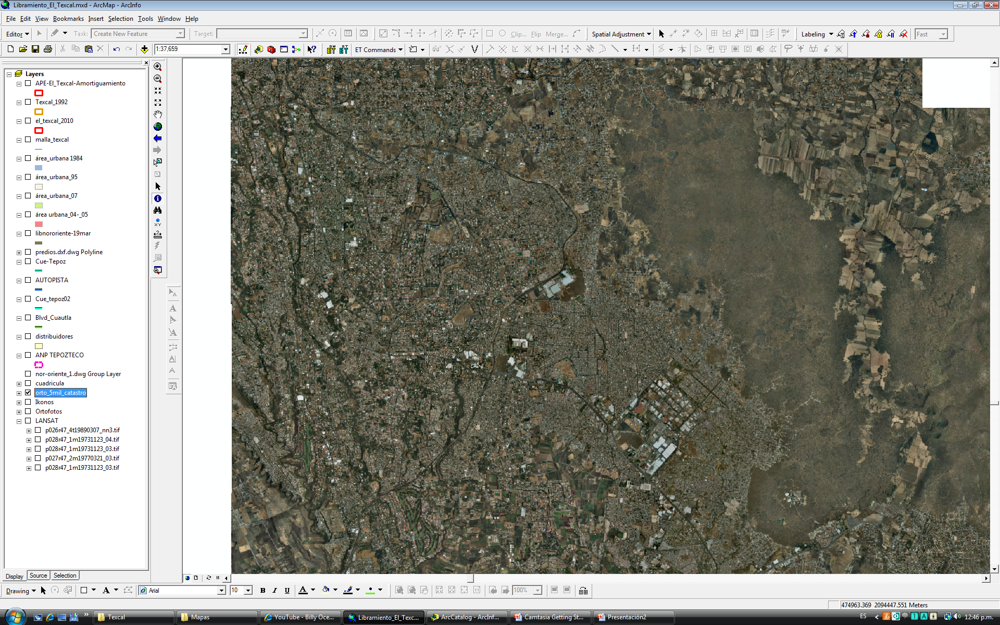 Libramiento_El_Texcal.mxd - ArcMap - ArcInfo
File Edit View Bookmarks Insert Selection Tools Window Help
Editor Task: Create New Feature Target: Clip... Flip Merge... Spatial Adjustment Labeling Fast
1:37,659 ET Commands
Layers
APE-El_Texcal-Amortiguamiento
Texcal_1992
el_texcal_2010
malla_texcal
área_urbana 1984
área_urbana_95
área_urbana_07
área urbana_04-_05
libnororiente-19mar
predios.dxf.dwg Polyline
Cue-Tepoz
AUTOPISTA
Cue_tepoz02
Blvd_Cuautla
distribuidores
ANP TEPOZTECO
nor-oriente_1.dwg Group Layer
cuadricula
orto_5mil_catastro
Ikonos
Ortofotos
LANSAT
p026r47_4t19890307_nn3.tif
p028r47_1m19731123_04.tif
p028r47_1m19731123_03.tif
p027r47_2m19770321_03.tif
p028r47_1m19731123_03.tif
Display Source Selection
Drawing A Arial 10 B I U A 100%
474963.369 2094447.551 Meters
Texcal Mapas YouTube - Billy Oce... Libramiento_El_Texc... ArcCatalog - ArcInf... Camtasia Getting St... Presentación2 ES 12:46 p.m.